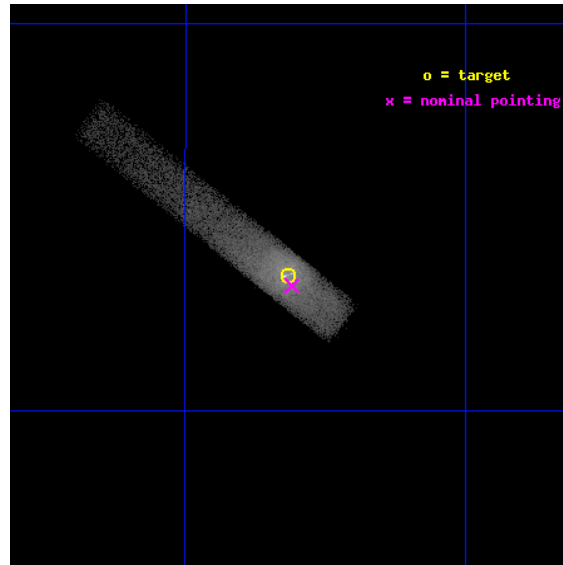 o = target
x = nominal pointing